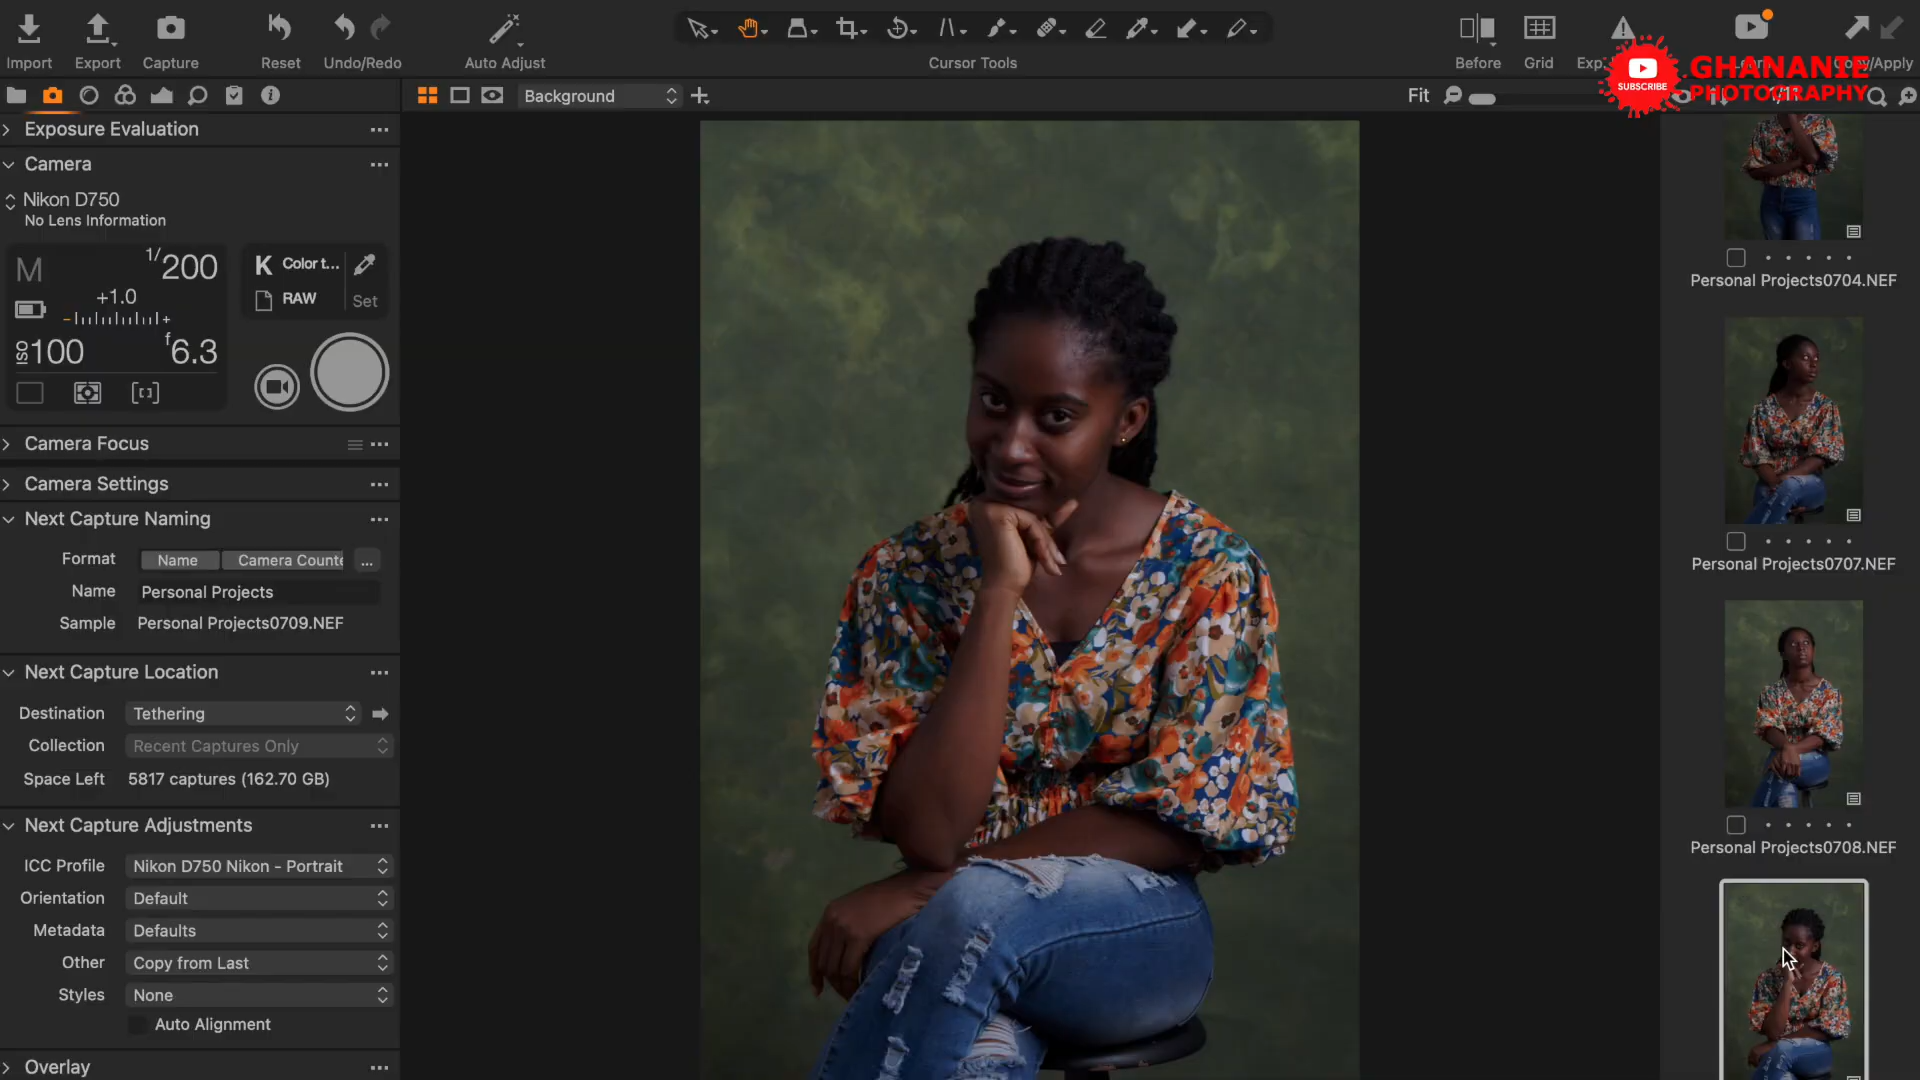 Import
Export
Capture
Reset
Undo/Redo
Auto Adjust
Cursor Tools
Before
Grid
Copy/Apply
SUBSCRIBE
GHANANIE
PHOTOGRAPHY
Background
Fit
Exposure Evaluation
Camera
Nikon D750
No Lens Information
M
1/200
+1.0
ISO 100
f6.3
K
Color t...
RAW
Set
Camera Focus
Camera Settings
Next Capture Naming
Format
Name
Camera Counte
...
Name
Personal Projects
Sample
Personal Projects0709.NEF
Next Capture Location
Destination
Tethering
Collection
Recent Captures Only
Space Left
5817 captures (162.70 GB)
Next Capture Adjustments
ICC Profile
Nikon D750 Nikon - Portrait
Orientation
Default
Metadata
Defaults
Other
Copy from Last
Styles
None
Auto Alignment
Overlay
Personal Projects0704.NEF
Personal Projects0707.NEF
Personal Projects0708.NEF